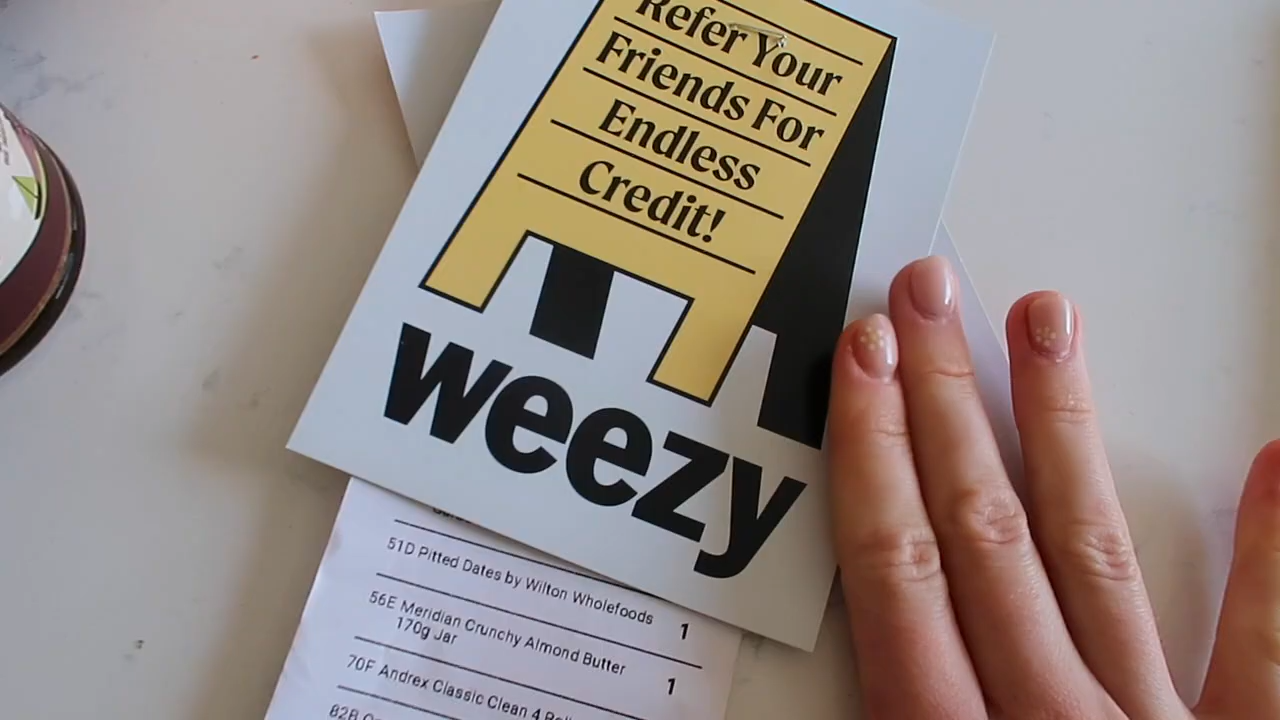 Refer Your
Friends For
Endless
Credit!
weezy
51D Pitted Dates by Wilton Wholefoods 1
56E Meridian Crunchy Almond Butter
170g Jar 1
70F Andrex Classic Clean 4
82B